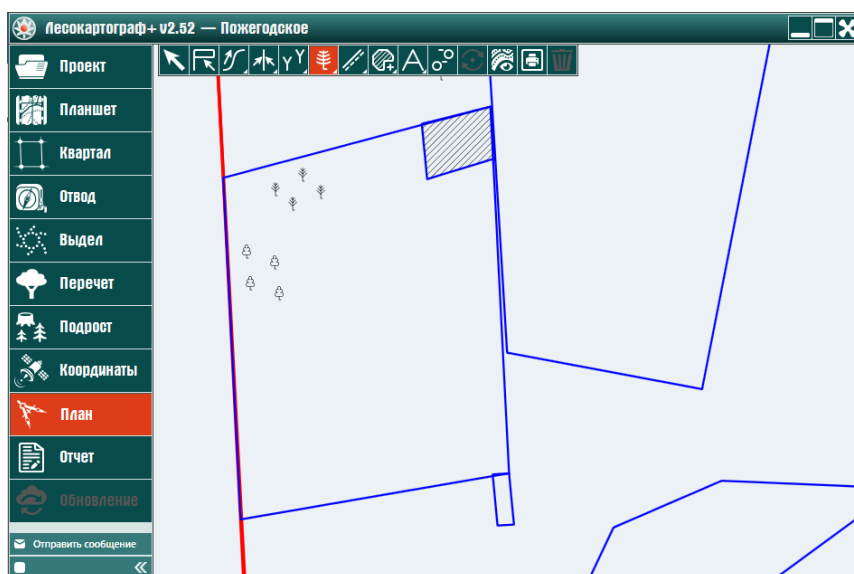 Лесокартограф+ v2.52 — Пожегодское
Проект
Планшет
Квартал
Отвод
Выдел
Перечет
Подрост
Координаты
План
Отчет
Обновление
Отправить сообщение